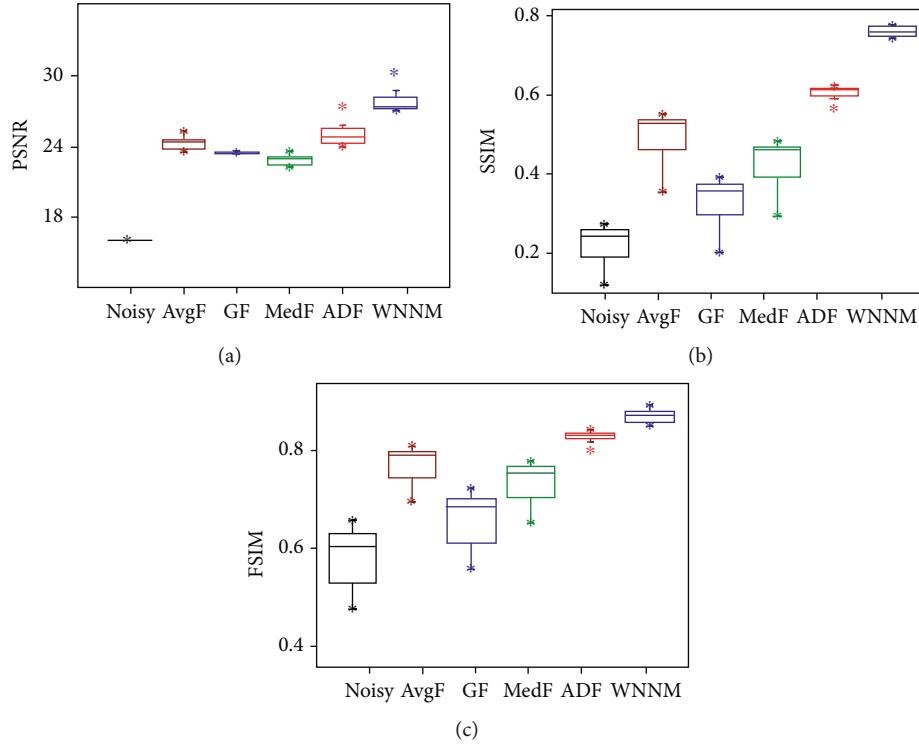 PSNR
30
24
18
Noisy AvgF GF MedF ADF WNNM
(a)
SSIM
0.8
0.6
0.4
0.2
Noisy AvgF GF MedF ADF WNNM
(b)
FSIM
0.8
0.6
0.4
Noisy AvgF GF MedF ADF WNNM
(c)